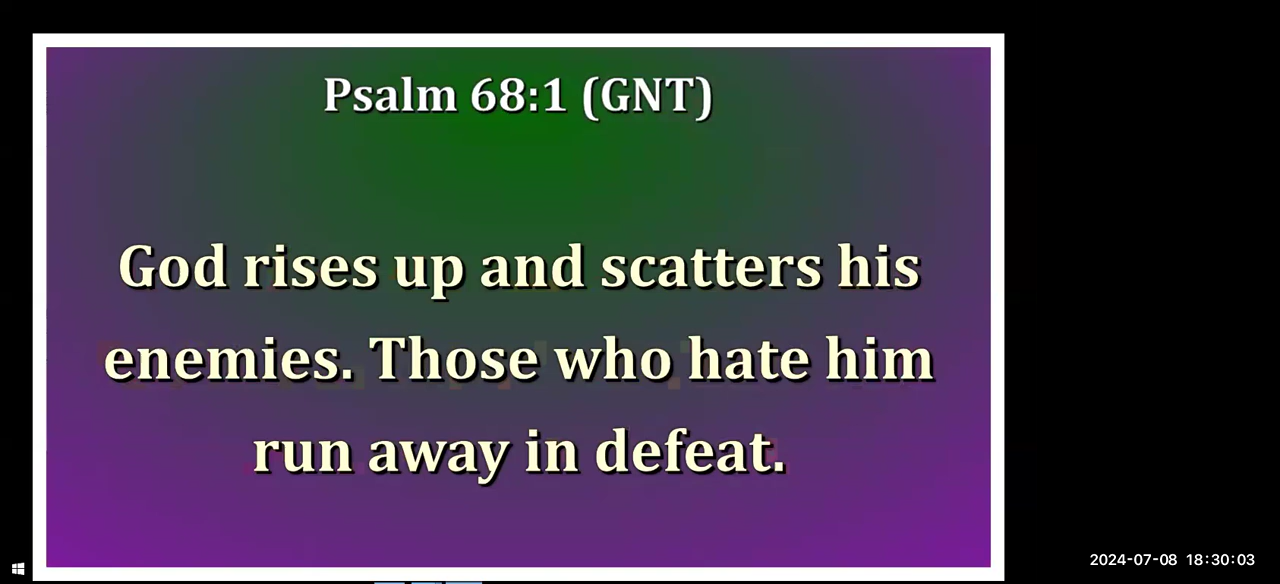 Psalm 68:1 (GNT)
God rises up and scatters his
enemies. Those who hate him
run away in defeat.
2024-07-08 18:30:03